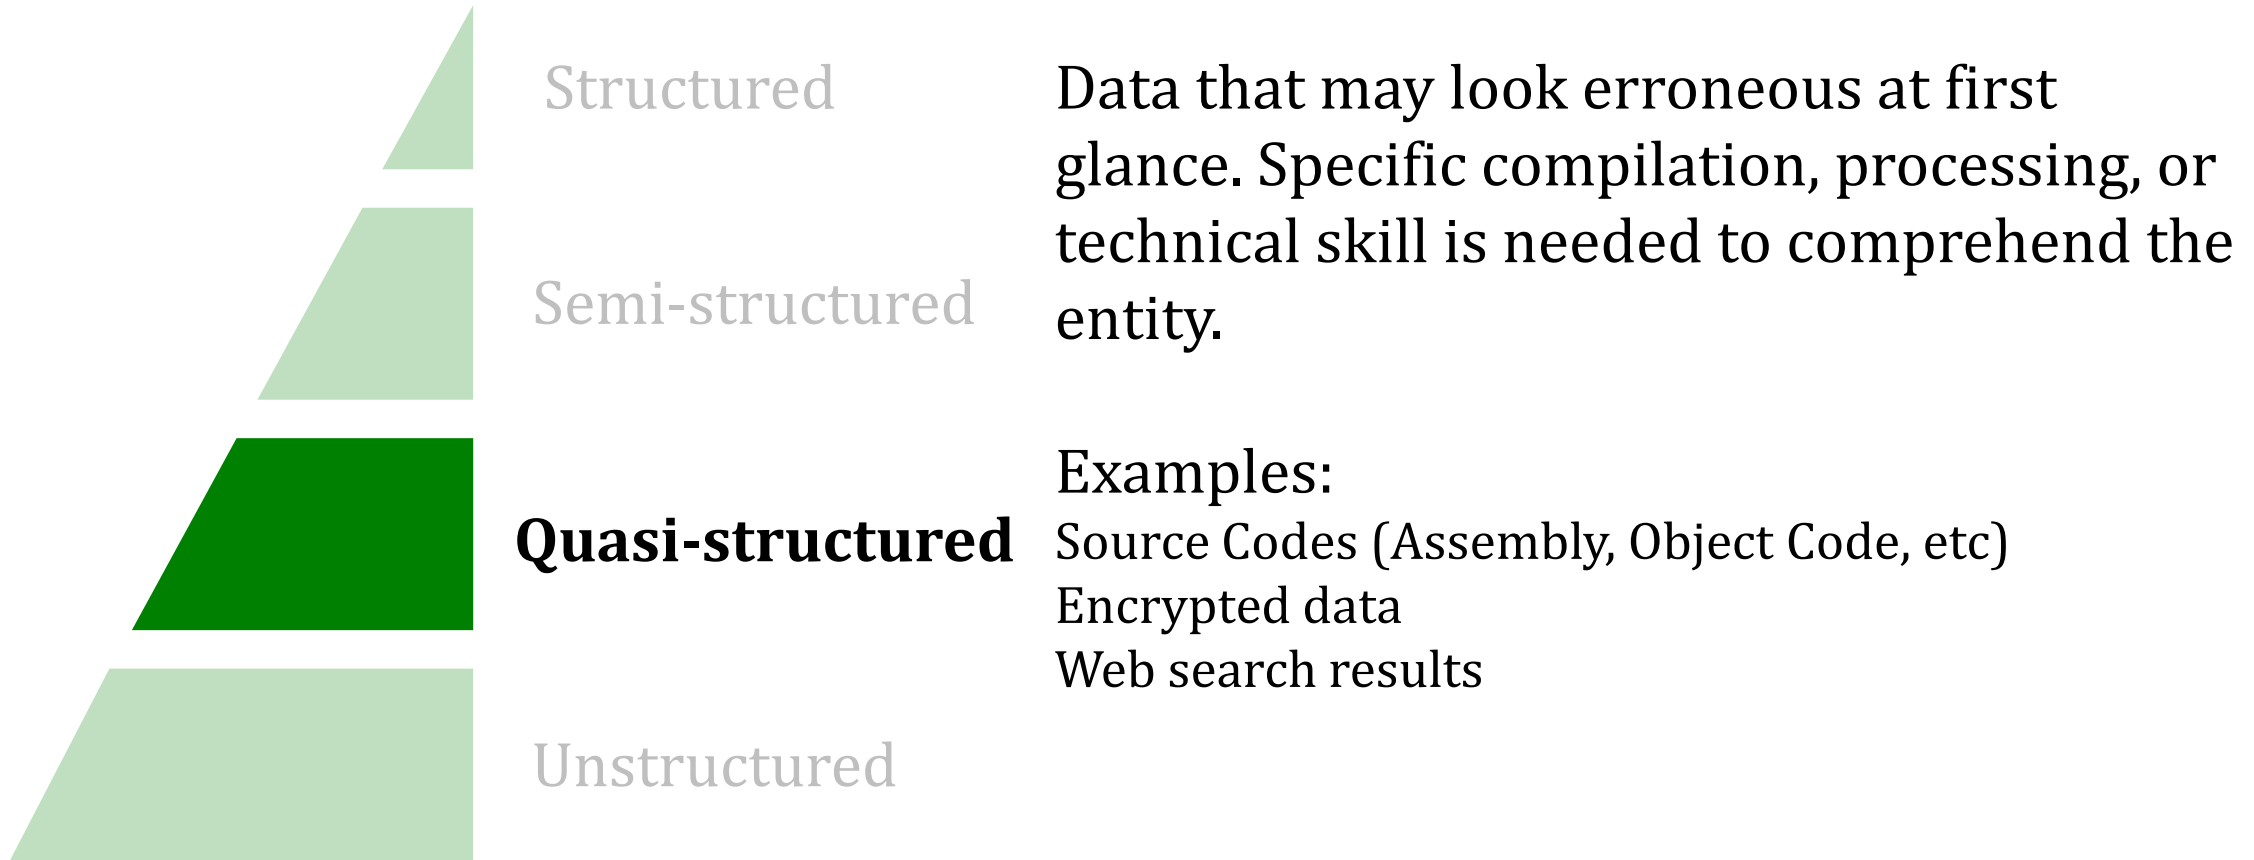 Structured
Semi-structured
Quasi-structured
Unstructured
Data that may look erroneous at first
glance. Specific compilation, processing, or
technical skill is needed to comprehend the
entity.
Examples:
Source Codes (Assembly, Object Code, etc)
Encrypted data
Web search results